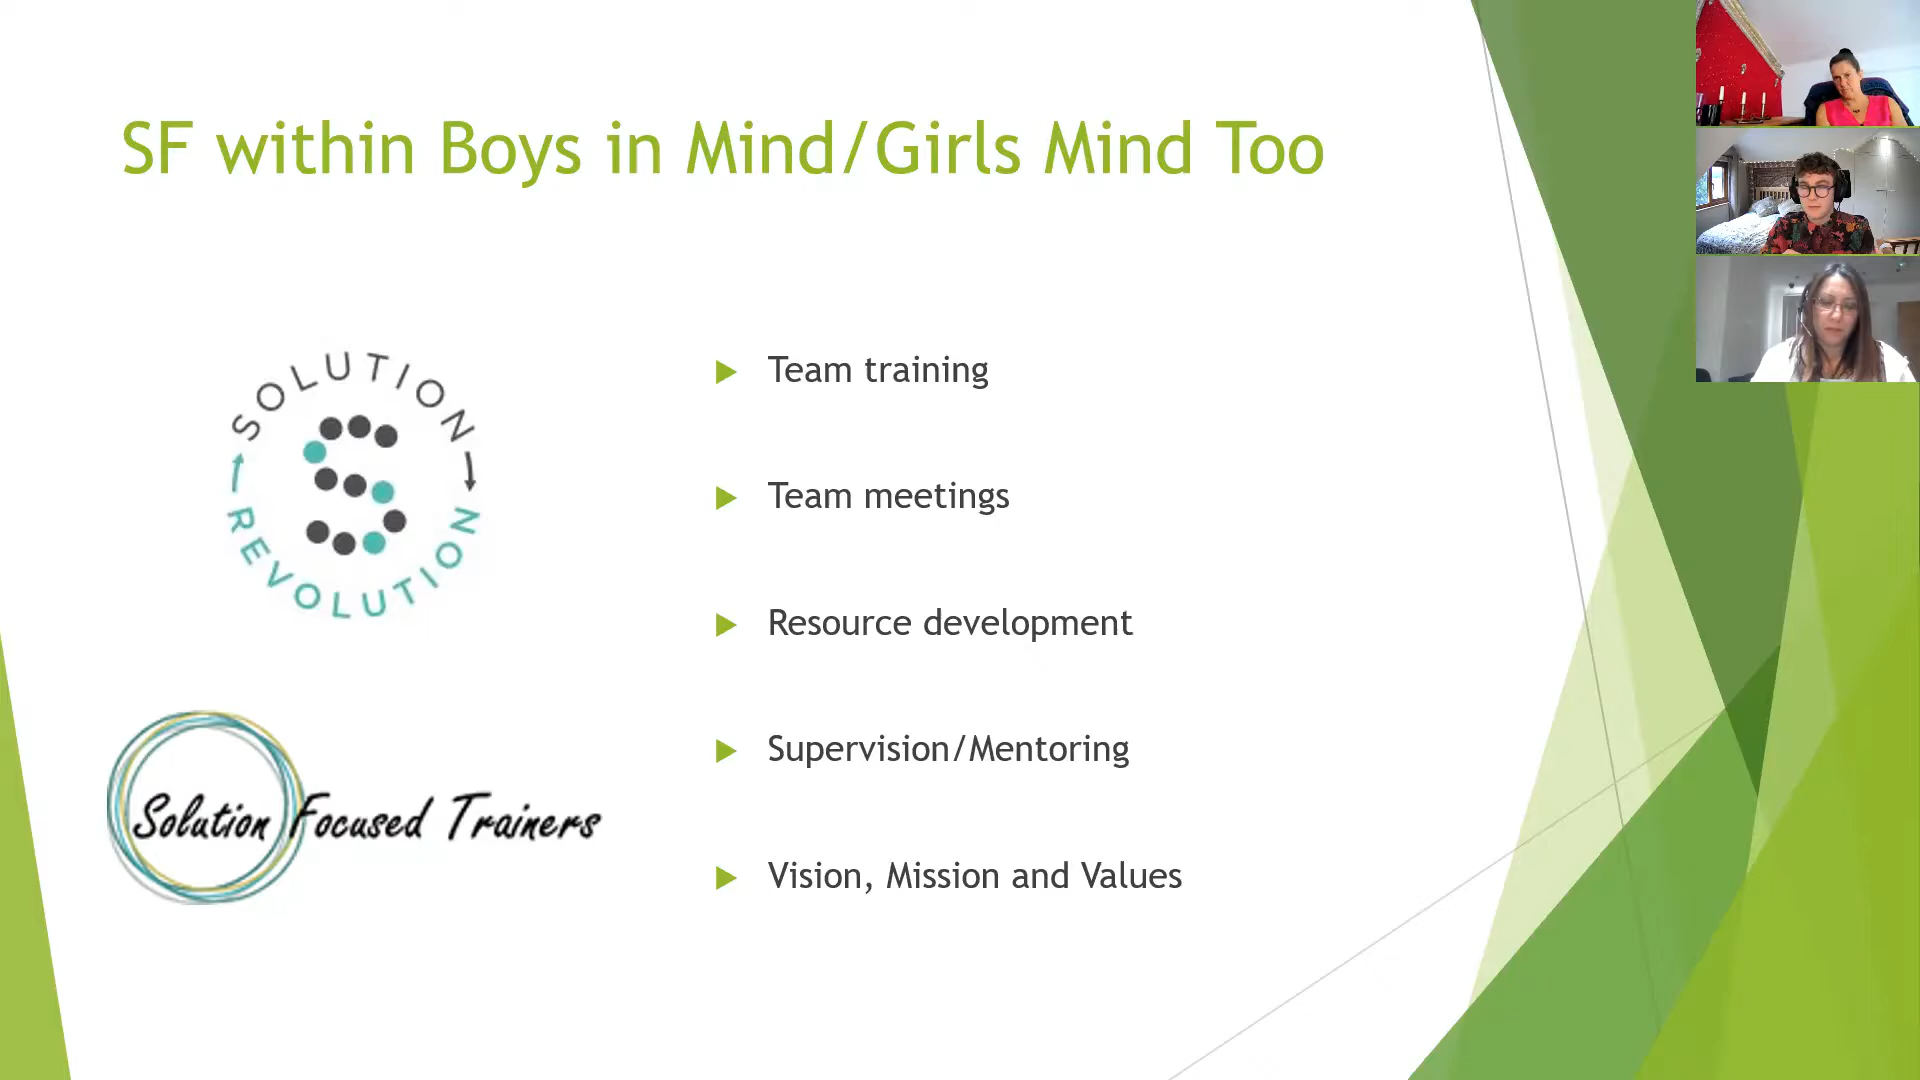 SF within Boys in Mind/Girls Mind Too
SOLUTION
REVOLUTION
Solution Focused Trainers
Team training
Team meetings
Resource development
Supervision/Mentoring
Vision, Mission and Values